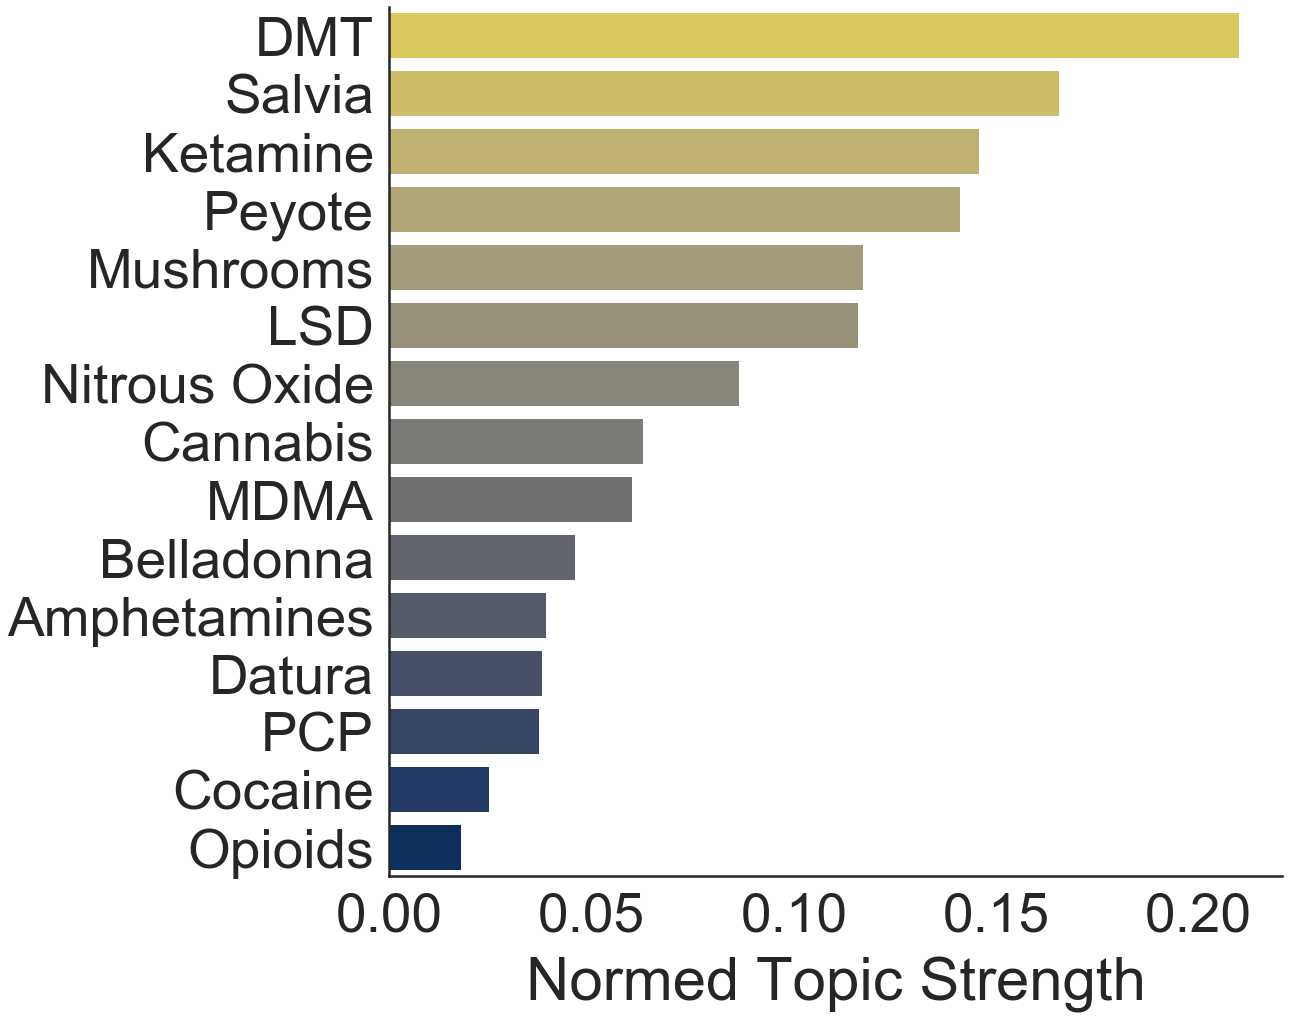 DMT
Salvia
Ketamine
Peyote
Mushrooms
LSD
Nitrous Oxide
Cannabis
MDMA
Belladonna
Amphetamines
Datura
PCP
Cocaine
Opioids
0.00 0.05 0.10 0.15 0.20
Normed Topic Strength